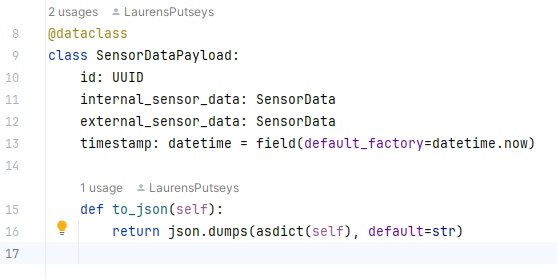 2 usages LaurensPutseys
8 @dataclass
9 class SensorDataPayload:
10 id: UUID
11 internal_sensor_data: SensorData
12 external_sensor_data: SensorData
13 timestamp: datetime = field(default_factory=datetime.now)
14
1 usage LaurensPutseys
15 def to_json(self):
16 return json.dumps(asdict(self), default=str)
17